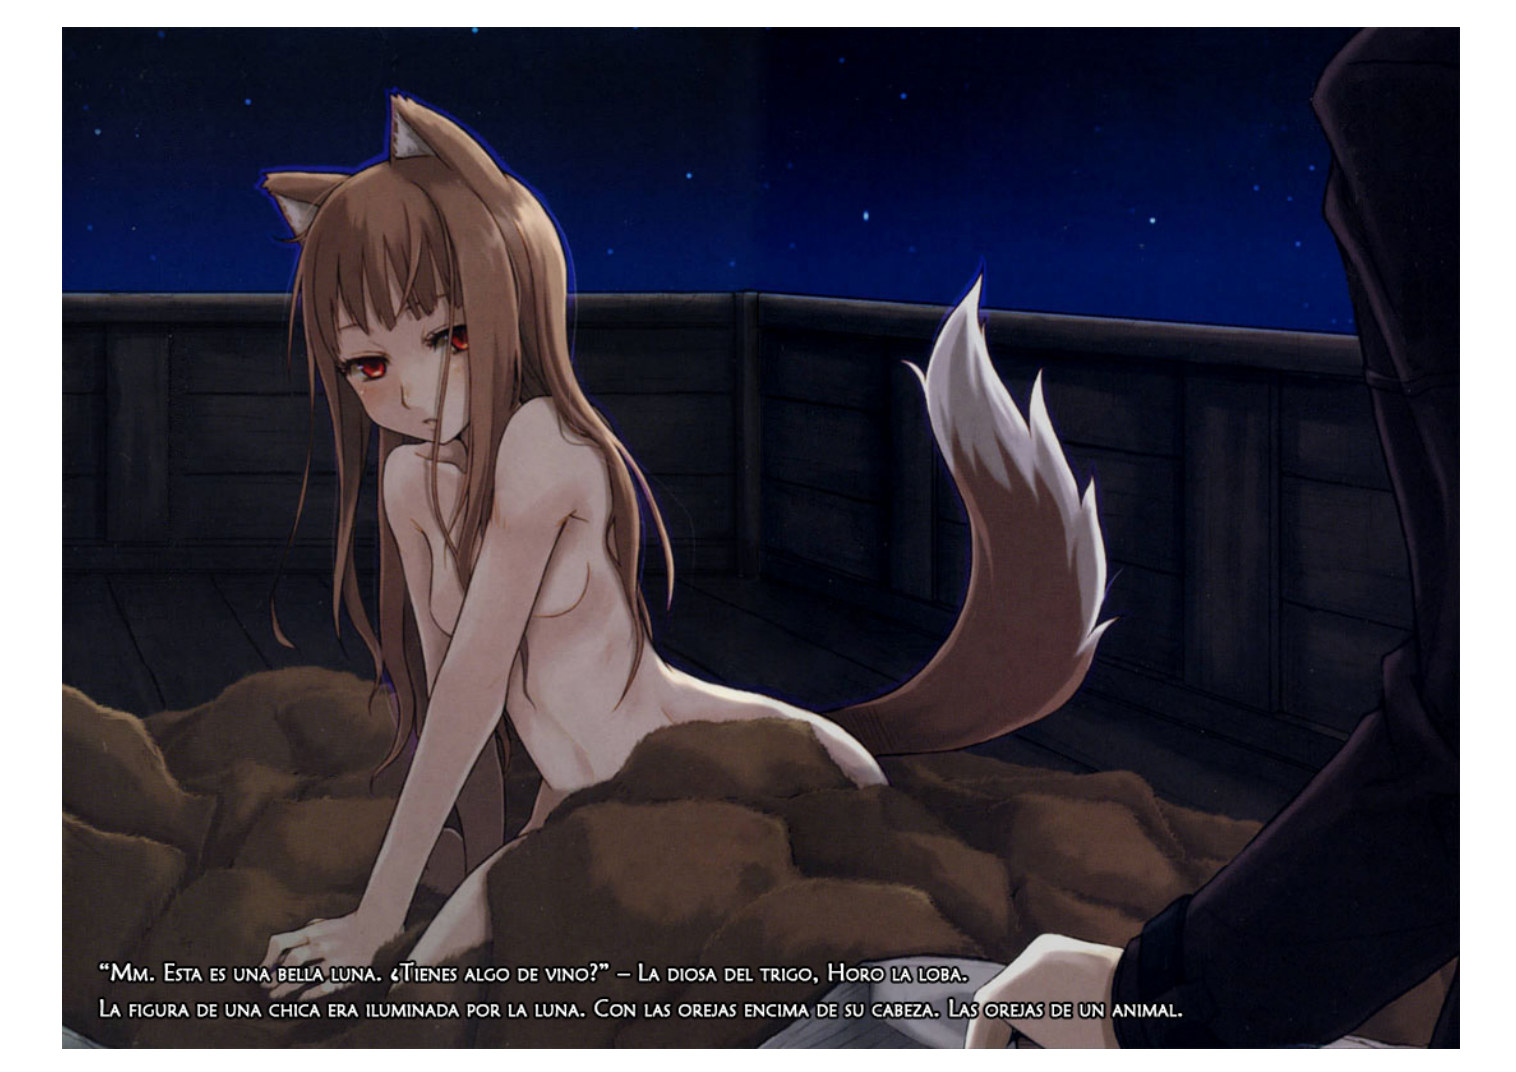 “Mm. Esta es una bella luna. ¿Tienes algo de vino?” – La diosa del trigo, Horo la loba.
La figura de una chica era iluminada por la luna. Con las orejas encima de su cabeza. Las orejas de un animal.